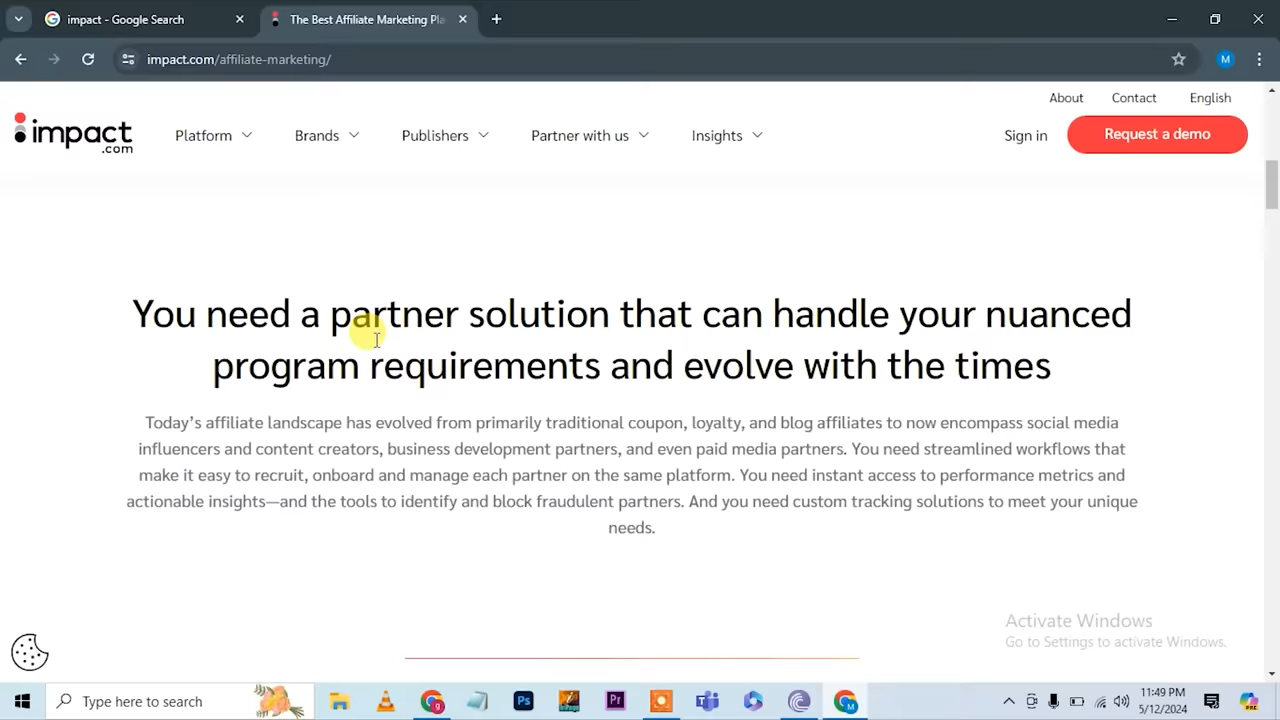 impact - Google Search
The Best Affiliate Marketing Pla
M
impact.com/affiliate-marketing/
About
Contact
English
impact
.com
Platform
Brands
Publishers
Partner with us
Insights
Sign in
Request a demo
You need a partner solution that can handle your nuanced
program requirements and evolve with the times
Today's affiliate landscape has evolved from primarily traditional coupon, loyalty, and blog affiliates to now encompass social media
influencers and content creators, business development partners, and even paid media partners. You need streamlined workflows that
make it easy to recruit, onboard and manage each partner on the same platform. You need instant access to performance metrics and
actionable insights—and the tools to identify and block fraudulent partners. And you need custom tracking solutions to meet your unique
needs.
Activate Windows
Go to Settings to activate Windows.
Type here to search
Ps
Pr
11:49 PM
5/12/2024